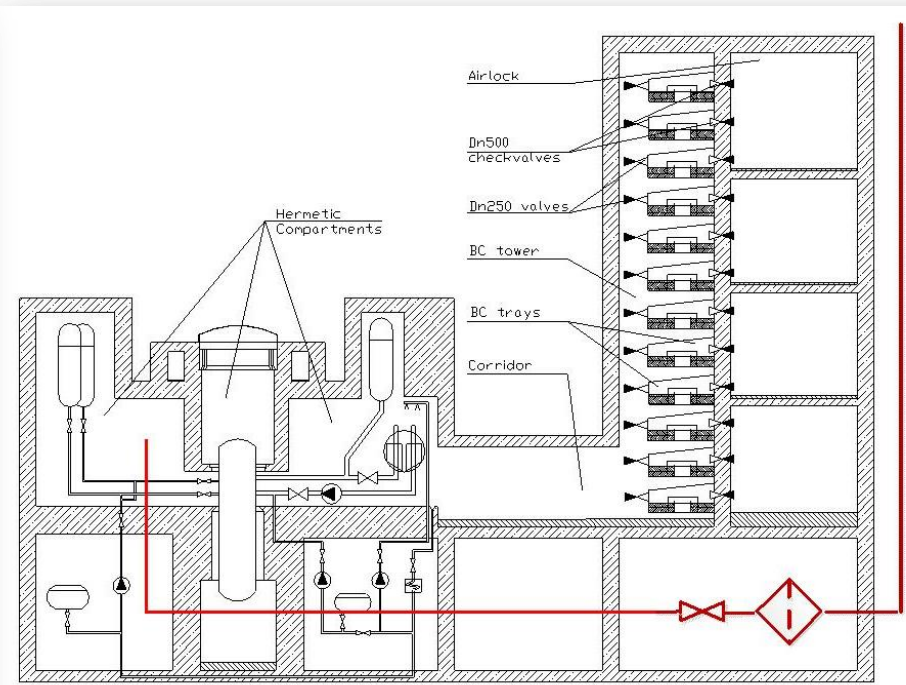 Airlock
Dn500
checkvalves
Dn250 valves
Hermetic
Compartments
BC tower
BC trays
Corridor